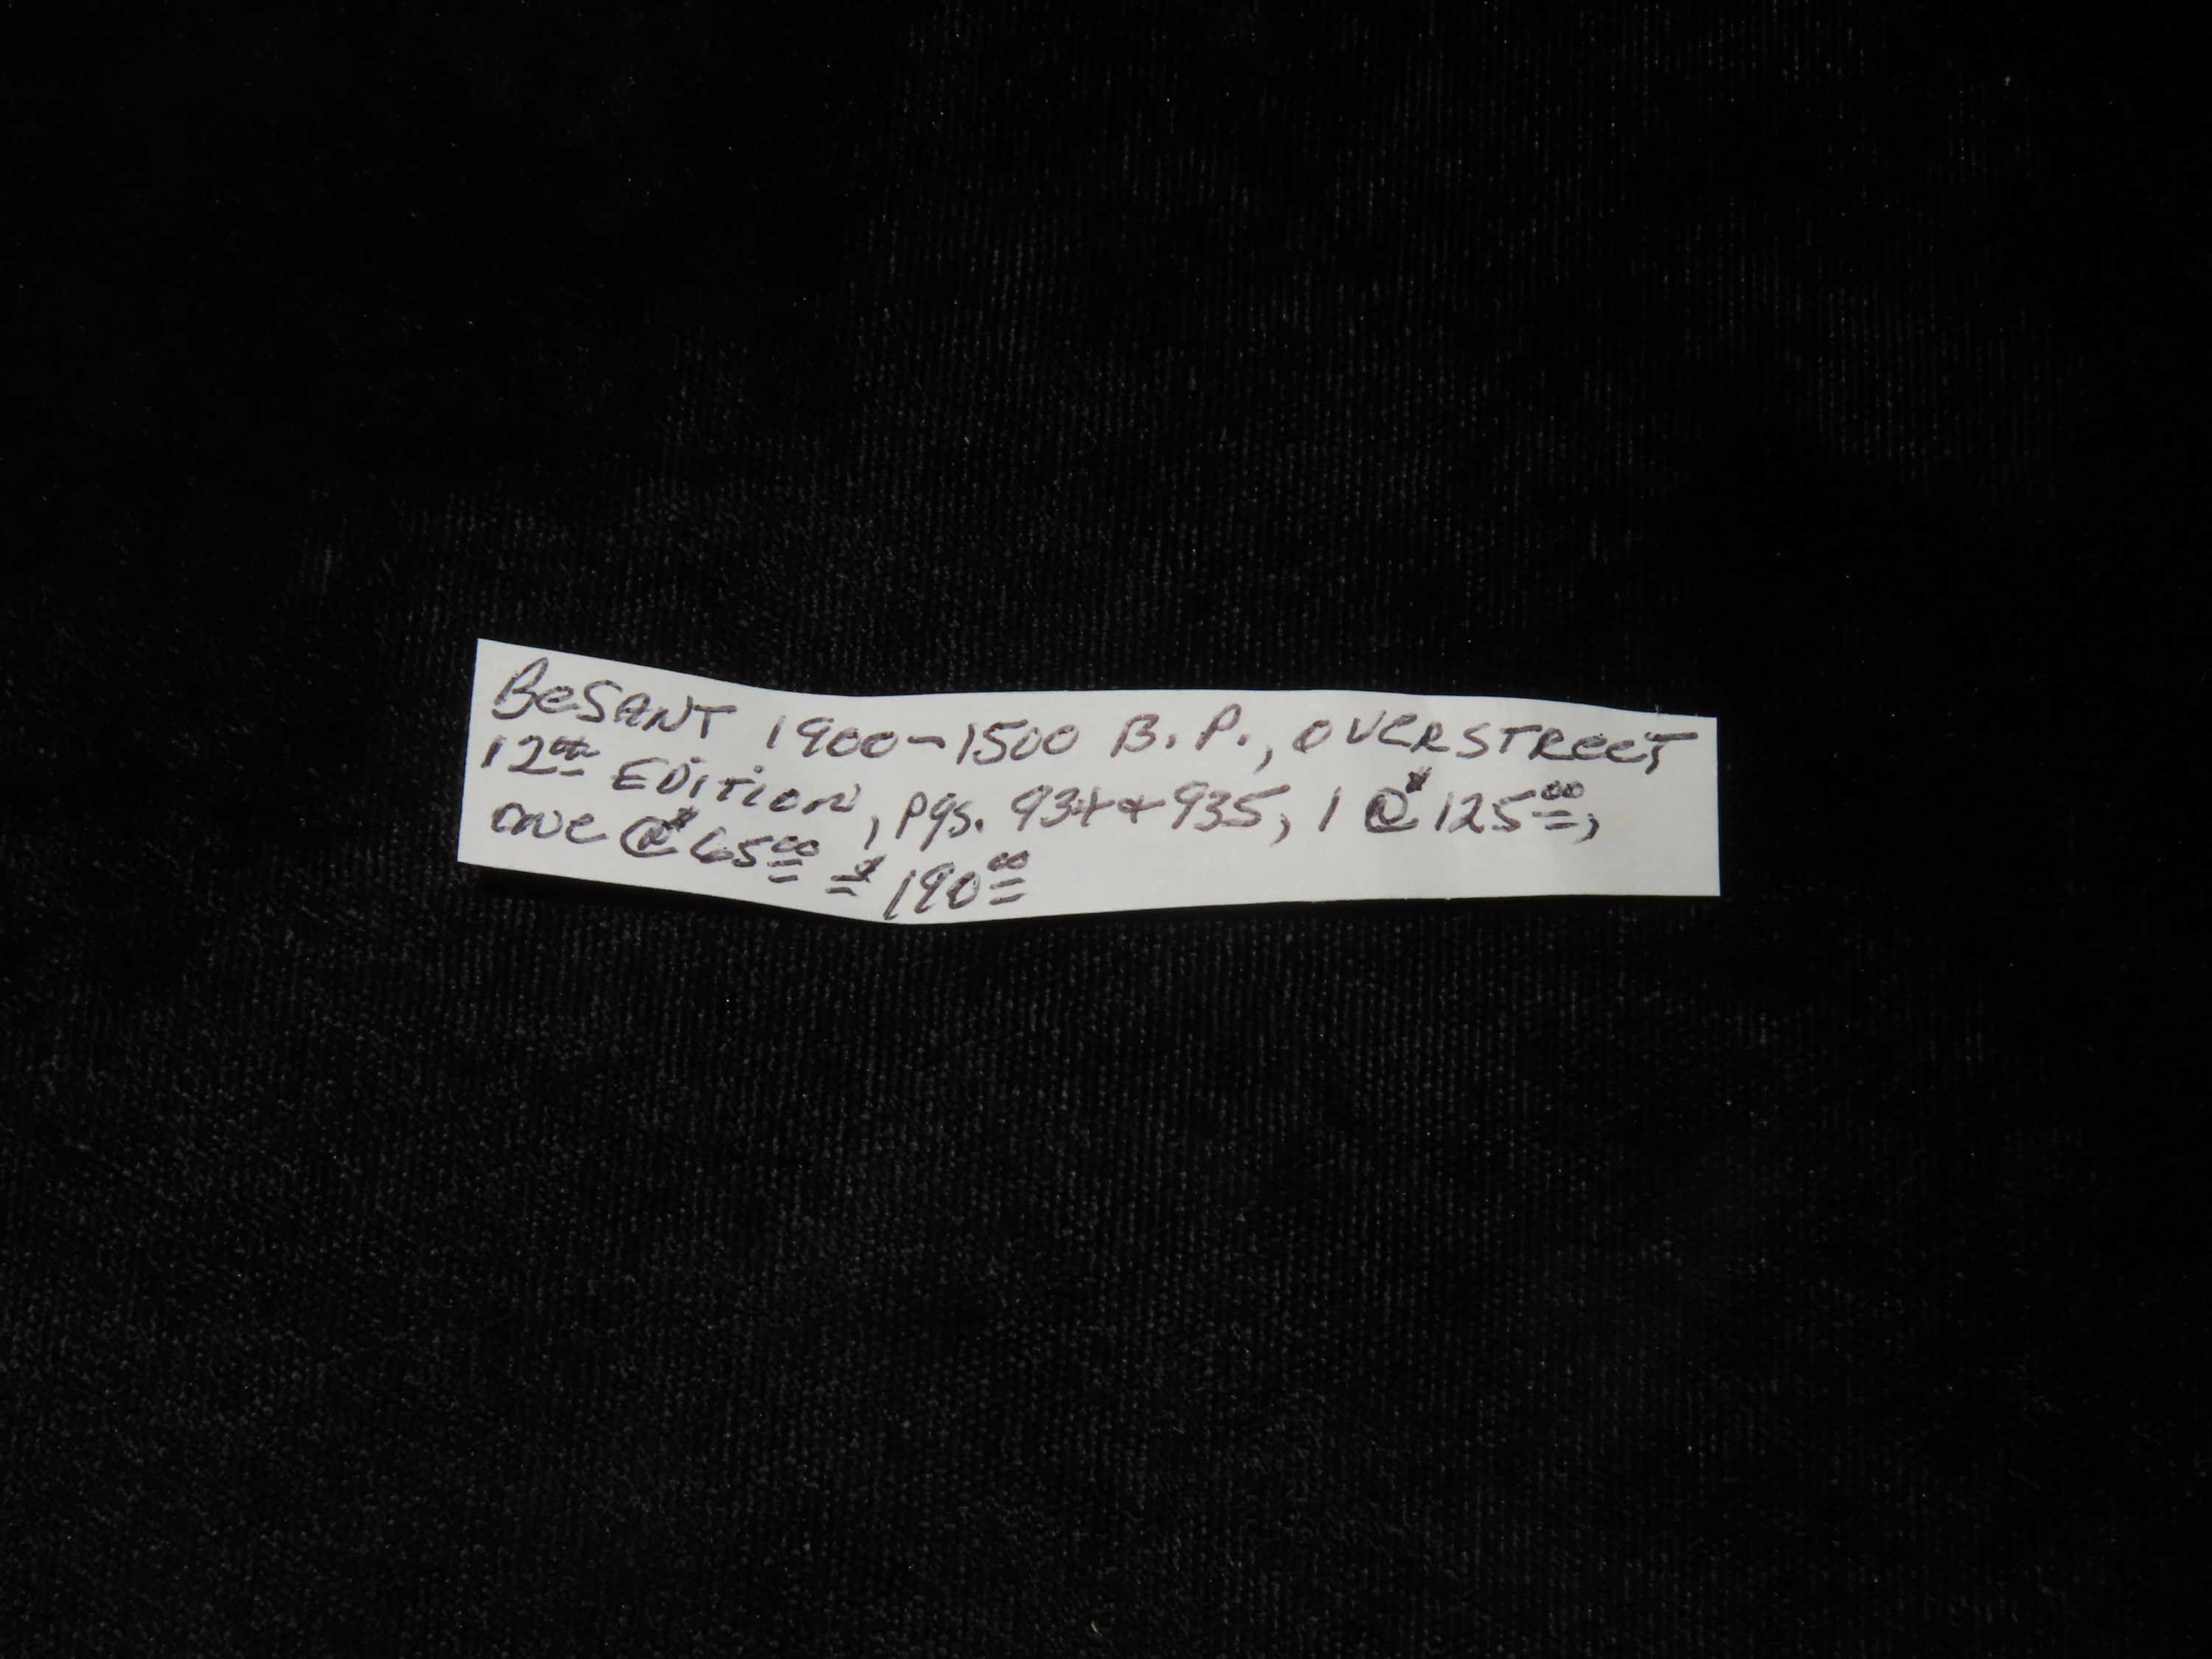 BeSANT 1900-1500 B.P., OVERSTREET
12th EDiTiON, pgs. 934 & 935, 1 @ $125.00,
one @ $65.00 = $190.00